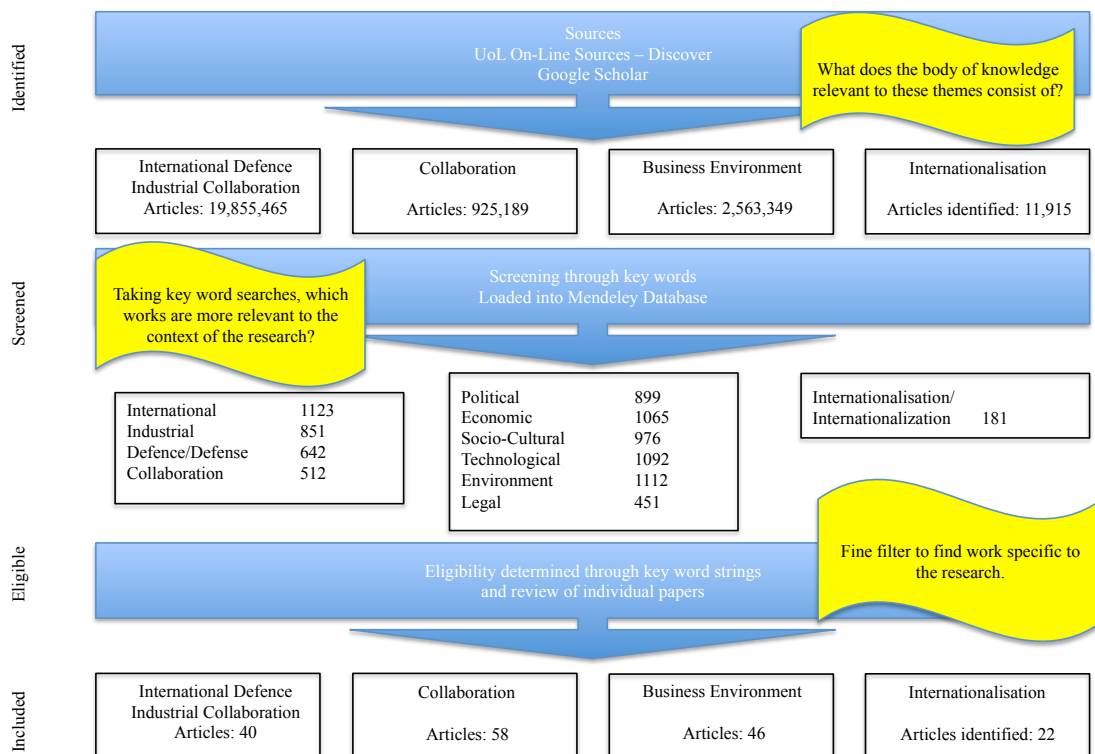 Identified
Sources
UoL On-Line Sources – Discover
Google Scholar
What does the body of knowledge
relevant to these themes consist of?
International Defence
Industrial Collaboration
Articles: 19,855,465
Collaboration
Articles: 925,189
Business Environment
Articles: 2,563,349
Internationalisation
Articles identified: 11,915
Screened
Screening through key words
Loaded into Mendeley Database
Taking key word searches, which
works are more relevant to the
context of the research?
International 1123
Industrial 851
Defence/Defense 642
Collaboration 512
Political 899
Economic 1065
Socio-Cultural 976
Technological 1092
Environment 1112
Legal 451
Internationalisation/
Internationalization 181
Eligible
Eligibility determined through key word strings
and review of individual papers
Fine filter to find work specific to
the research.
Included
International Defence
Industrial Collaboration
Articles: 40
Collaboration
Articles: 58
Business Environment
Articles: 46
Internationalisation
Articles identified: 22